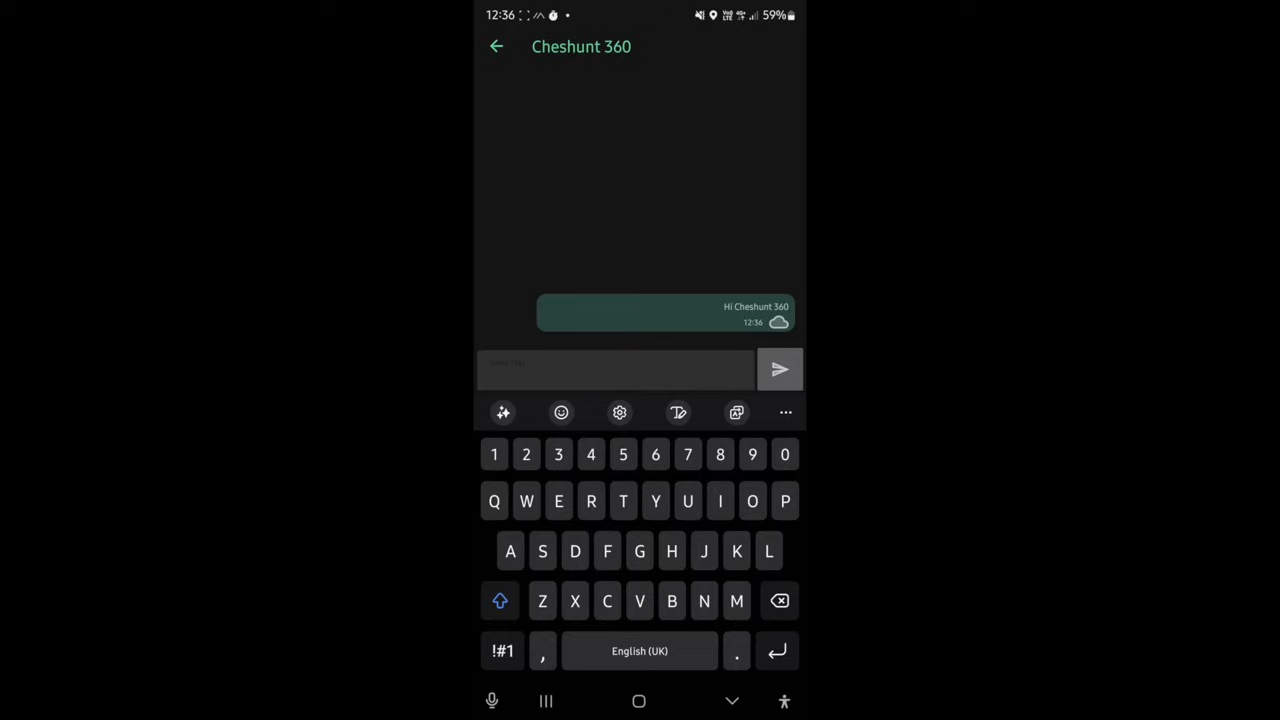 12:36 59%
Cheshunt 360
Hi Cheshunt 360
12:36
1 2 3 4 5 6 7 8 9 0
Q W E R T Y U I O P
A S D F G H J K L
Z X C V B N M
!#1 , English (UK) .